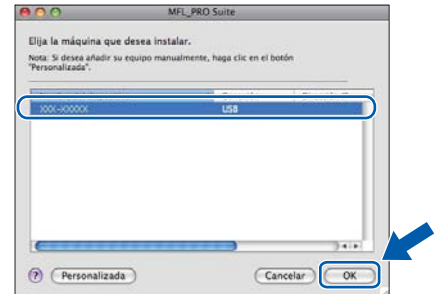 MFL_PRO Suite
Elija la máquina que desea instalar.
Nota: Si desea añadir su equipo manualmente, haga clic en el botón
"Personalizada".
XXX-XXXXX USB
? Personalizada Cancelar OK